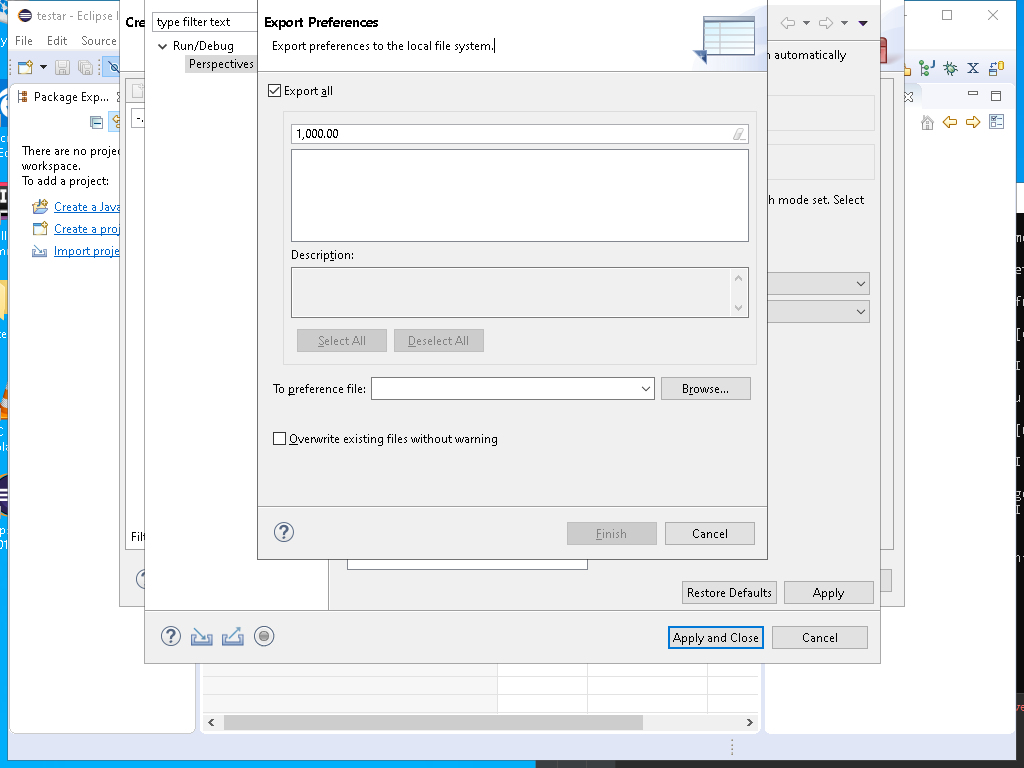 testar - Eclipse I
File Edit Source
Package Exp...
There are no proje
workspace.
To add a project:
Create a Java
Create a proj
Import proje
Cre
type filter text
Run/Debug
Perspectives
Export Preferences
Export preferences to the local file system.
Export all
1,000.00
Description:
Select All
Deselect All
To preference file:
Browse...
Overwrite existing files without warning
Finish
Cancel
automatically
h mode set. Select
Filt
Restore Defaults
Apply
Apply and Close
Cancel